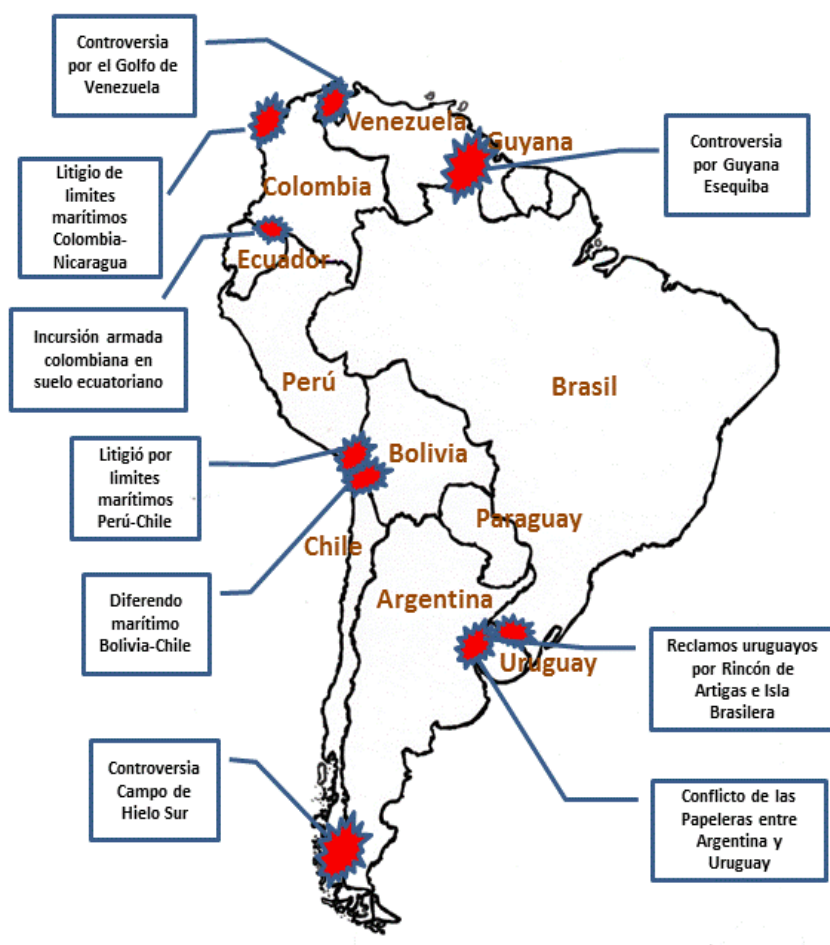 Controversia
por el Golfo de
Venezuela
Venezuela
Guyana
Controversia
por Guyana
Esequiba
Litigio de
limites
marítimos
Colombia-
Nicaragua
Colombia
Ecuador
Incursión armada
colombiana en
suelo ecuatoriano
Perú
Brasil
Litigió por
limites
marítimos
Perú-Chile
Bolivia
Paraguay
Chile
Diferendo
marítimo
Bolivia-Chile
Argentina
Uruguay
Reclamos uruguayos
por Rincón de
Artigas e Isla
Brasilera
Controversia
Campo de
Hielo Sur
Conflicto de las
Papeleras entre
Argentina y
Uruguay